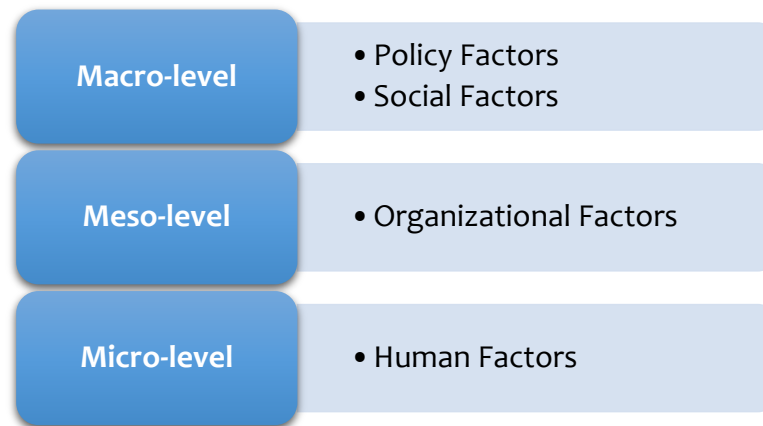 Macro-level
• Policy Factors
• Social Factors
Meso-level
• Organizational Factors
Micro-level
• Human Factors